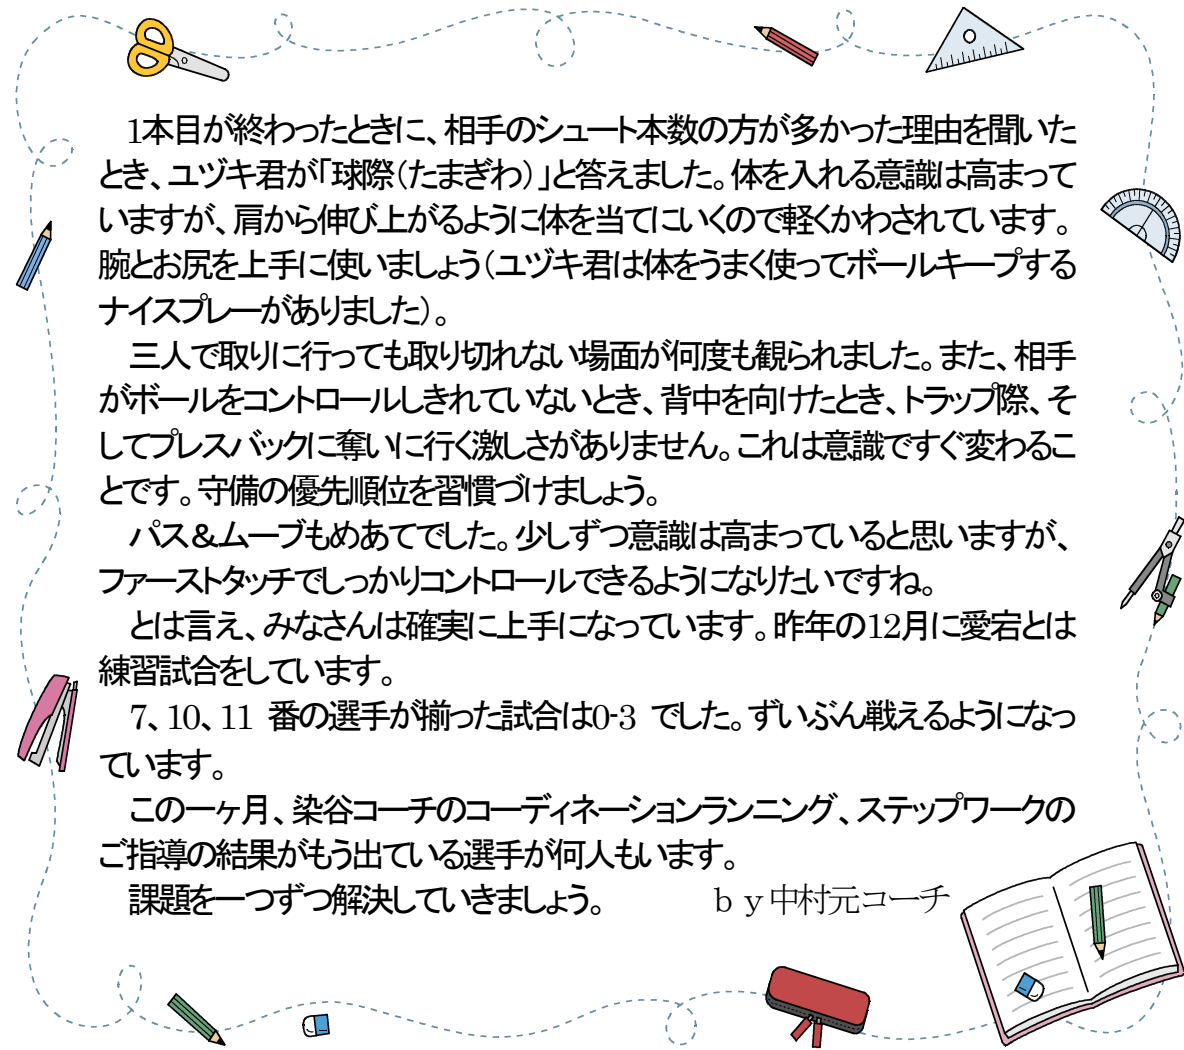 1本目が終わったときに、相手のシュート本数の方が多かった理由を聞いた
とき、ユヅキ君が「球際（たまぎわ）」と答えました。体を入れる意識は高まって
いますが、肩から伸び上がるように体を当てにいくので軽くかわされています。
腕とお尻を上手に使いましょう（ユヅキ君は体をうまく使ってボールキープする
ナイスプレーがありました）。
三人で取りに行っても取り切れない場面が何度も観られました。また、相手
がボールをコントロールしきれていないとき、背中を向けたとき、トラップ際、そ
してプレスバックに奪いに行く激しさがありません。これは意識ですぐ変わるこ
とです。守備の優先順位を習慣づけましょう。
パス＆ムーブもめあてでした。少しずつ意識は高まっていると思いますが、
ファーストタッチでしっかりコントロールできるようになりたいですね。
とは言え、みなさんは確実に上手になっています。昨年の12月に愛宕とは
練習試合をしています。
7、10、11 番の選手が揃った試合は0-3 でした。ずいぶん戦えるようになっ
ています。
この一ヶ月、染谷コーチのコーディネーションランニング、ステップワークの
ご指導の結果がもう出ている選手が何人もいます。
課題を一つずつ解決していきましょう。 ｂｙ中村元コーチ